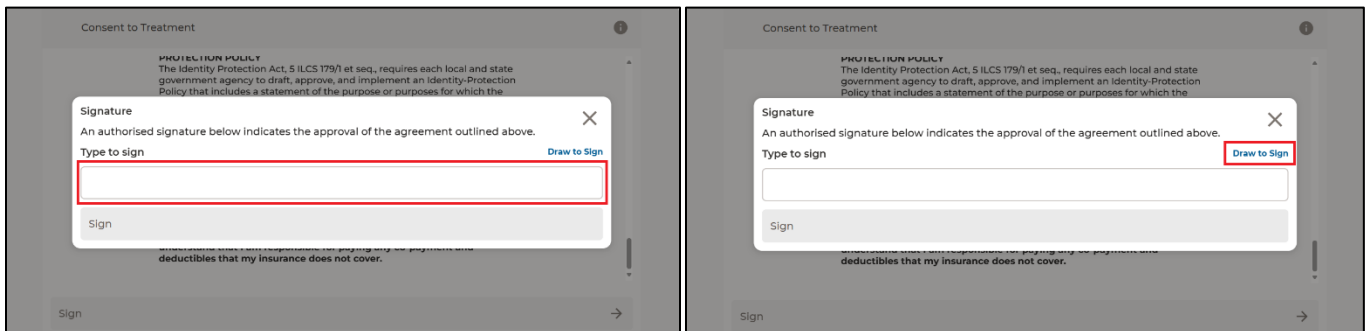 Consent to Treatment
PROTECTION POLICY
The Identity Protection Act, 5 ILCS 179/1 et seq., requires each local and state
government agency to draft, approve, and implement an Identity-Protection
Policy that includes a statement of the purpose or purposes for which the
Signature
An authorised signature below indicates the approval of the agreement outlined above.
Type to sign
Draw to Sign
Sign
understand that I am responsible for paying any co-payment and
deductibles that my insurance does not cover.
Sign
Consent to Treatment
PROTECTION POLICY
The Identity Protection Act, 5 ILCS 179/1 et seq., requires each local and state
government agency to draft, approve, and implement an Identity-Protection
Policy that includes a statement of the purpose or purposes for which the
Signature
An authorised signature below indicates the approval of the agreement outlined above.
Type to sign
Draw to Sign
Sign
understand that I am responsible for paying any co-payment and
deductibles that my insurance does not cover.
Sign